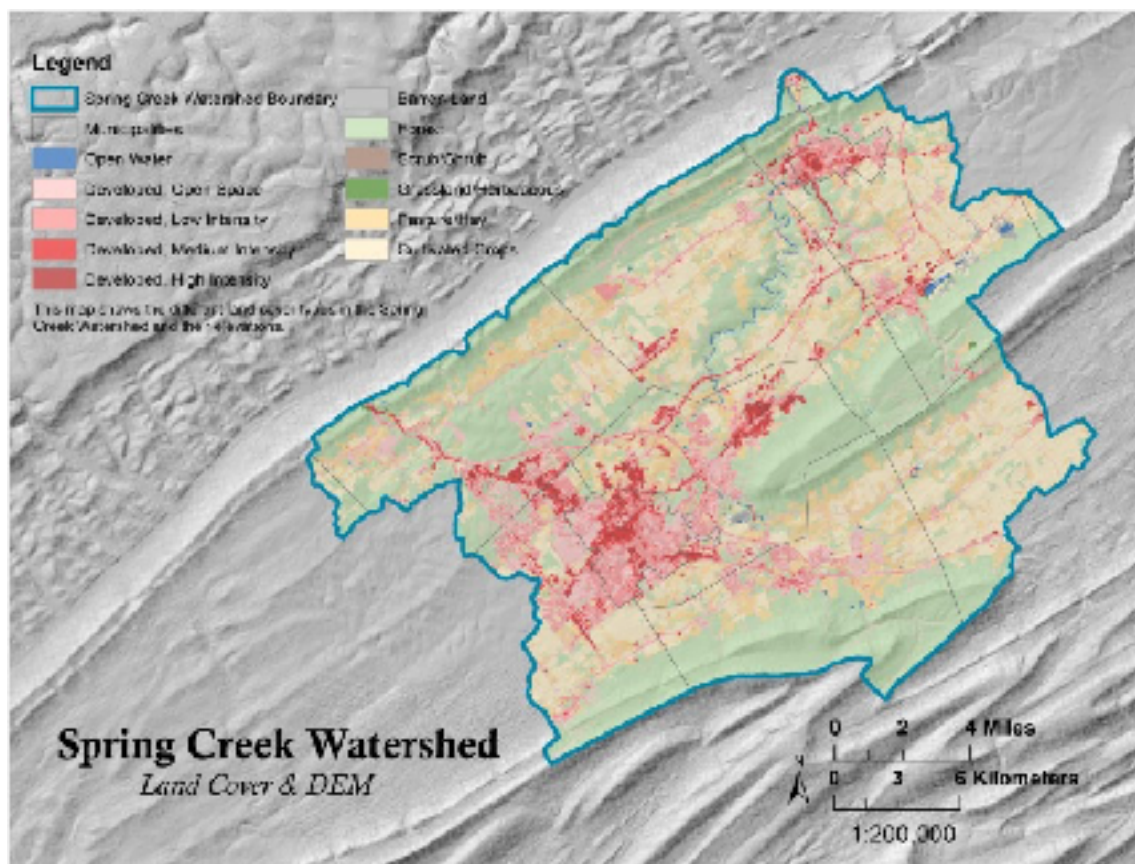 Legend
Spring Creek Watershed Boundary
Municipalities
Open Water
Developed, Open Space
Developed, Low Intensity
Developed, Medium Intensity
Developed, High Intensity
Barren Land
Forest
Scrub/Shrub
Grassland/Herbaceous
Pasture/Hay
Cultivated Crops
This map shows the different land cover types in the Spring
Creek Watershed and their elevations.
Spring Creek Watershed
Land Cover & DEM
0 2 4 Miles
N
0 3 6 Kilometers
1:200,000